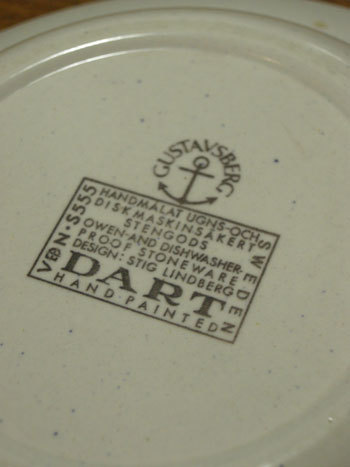 GUSTAVSBERG
HANDMÅLAT UGNS-OCH
DISKMASKINSÄKERT
STENGODS
OWEN-AND DISHWASHER-
PROOF STONEWARE
DESIGN: STIG LINDBERG
DART
HAND-PAINTED
SWEDEN
VDN·S555